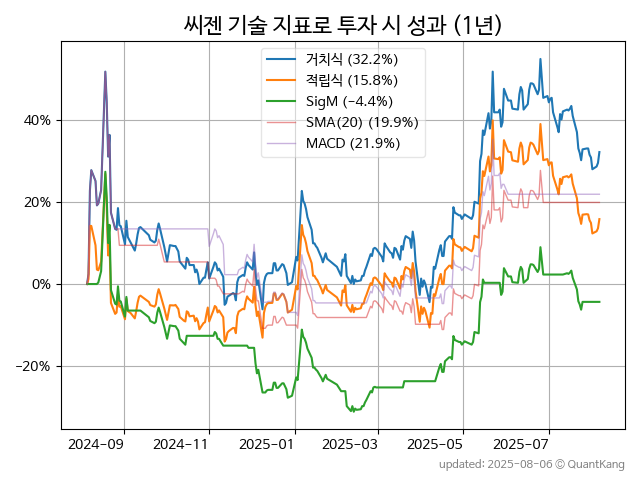 씨젠 기술 지표로 투자 시 성과 (1년)
거치식 (32.2%)
적립식 (15.8%)
SigM (−4.4%)
SMA(20) (19.9%)
MACD (21.9%)
40%
20%
0%
−20%
2024-09 2024-11 2025-01 2025-03 2025-05 2025-07
updated: 2025-08-06 ⓒ QuantKang